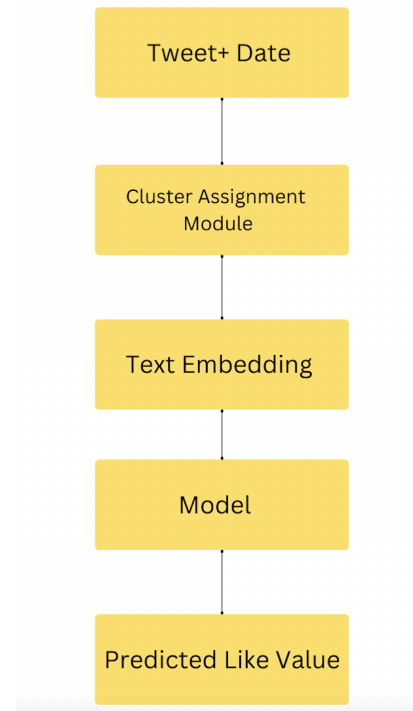 Tweet+ Date
Cluster Assignment
Module
Text Embedding
Model
Predicted Like Value